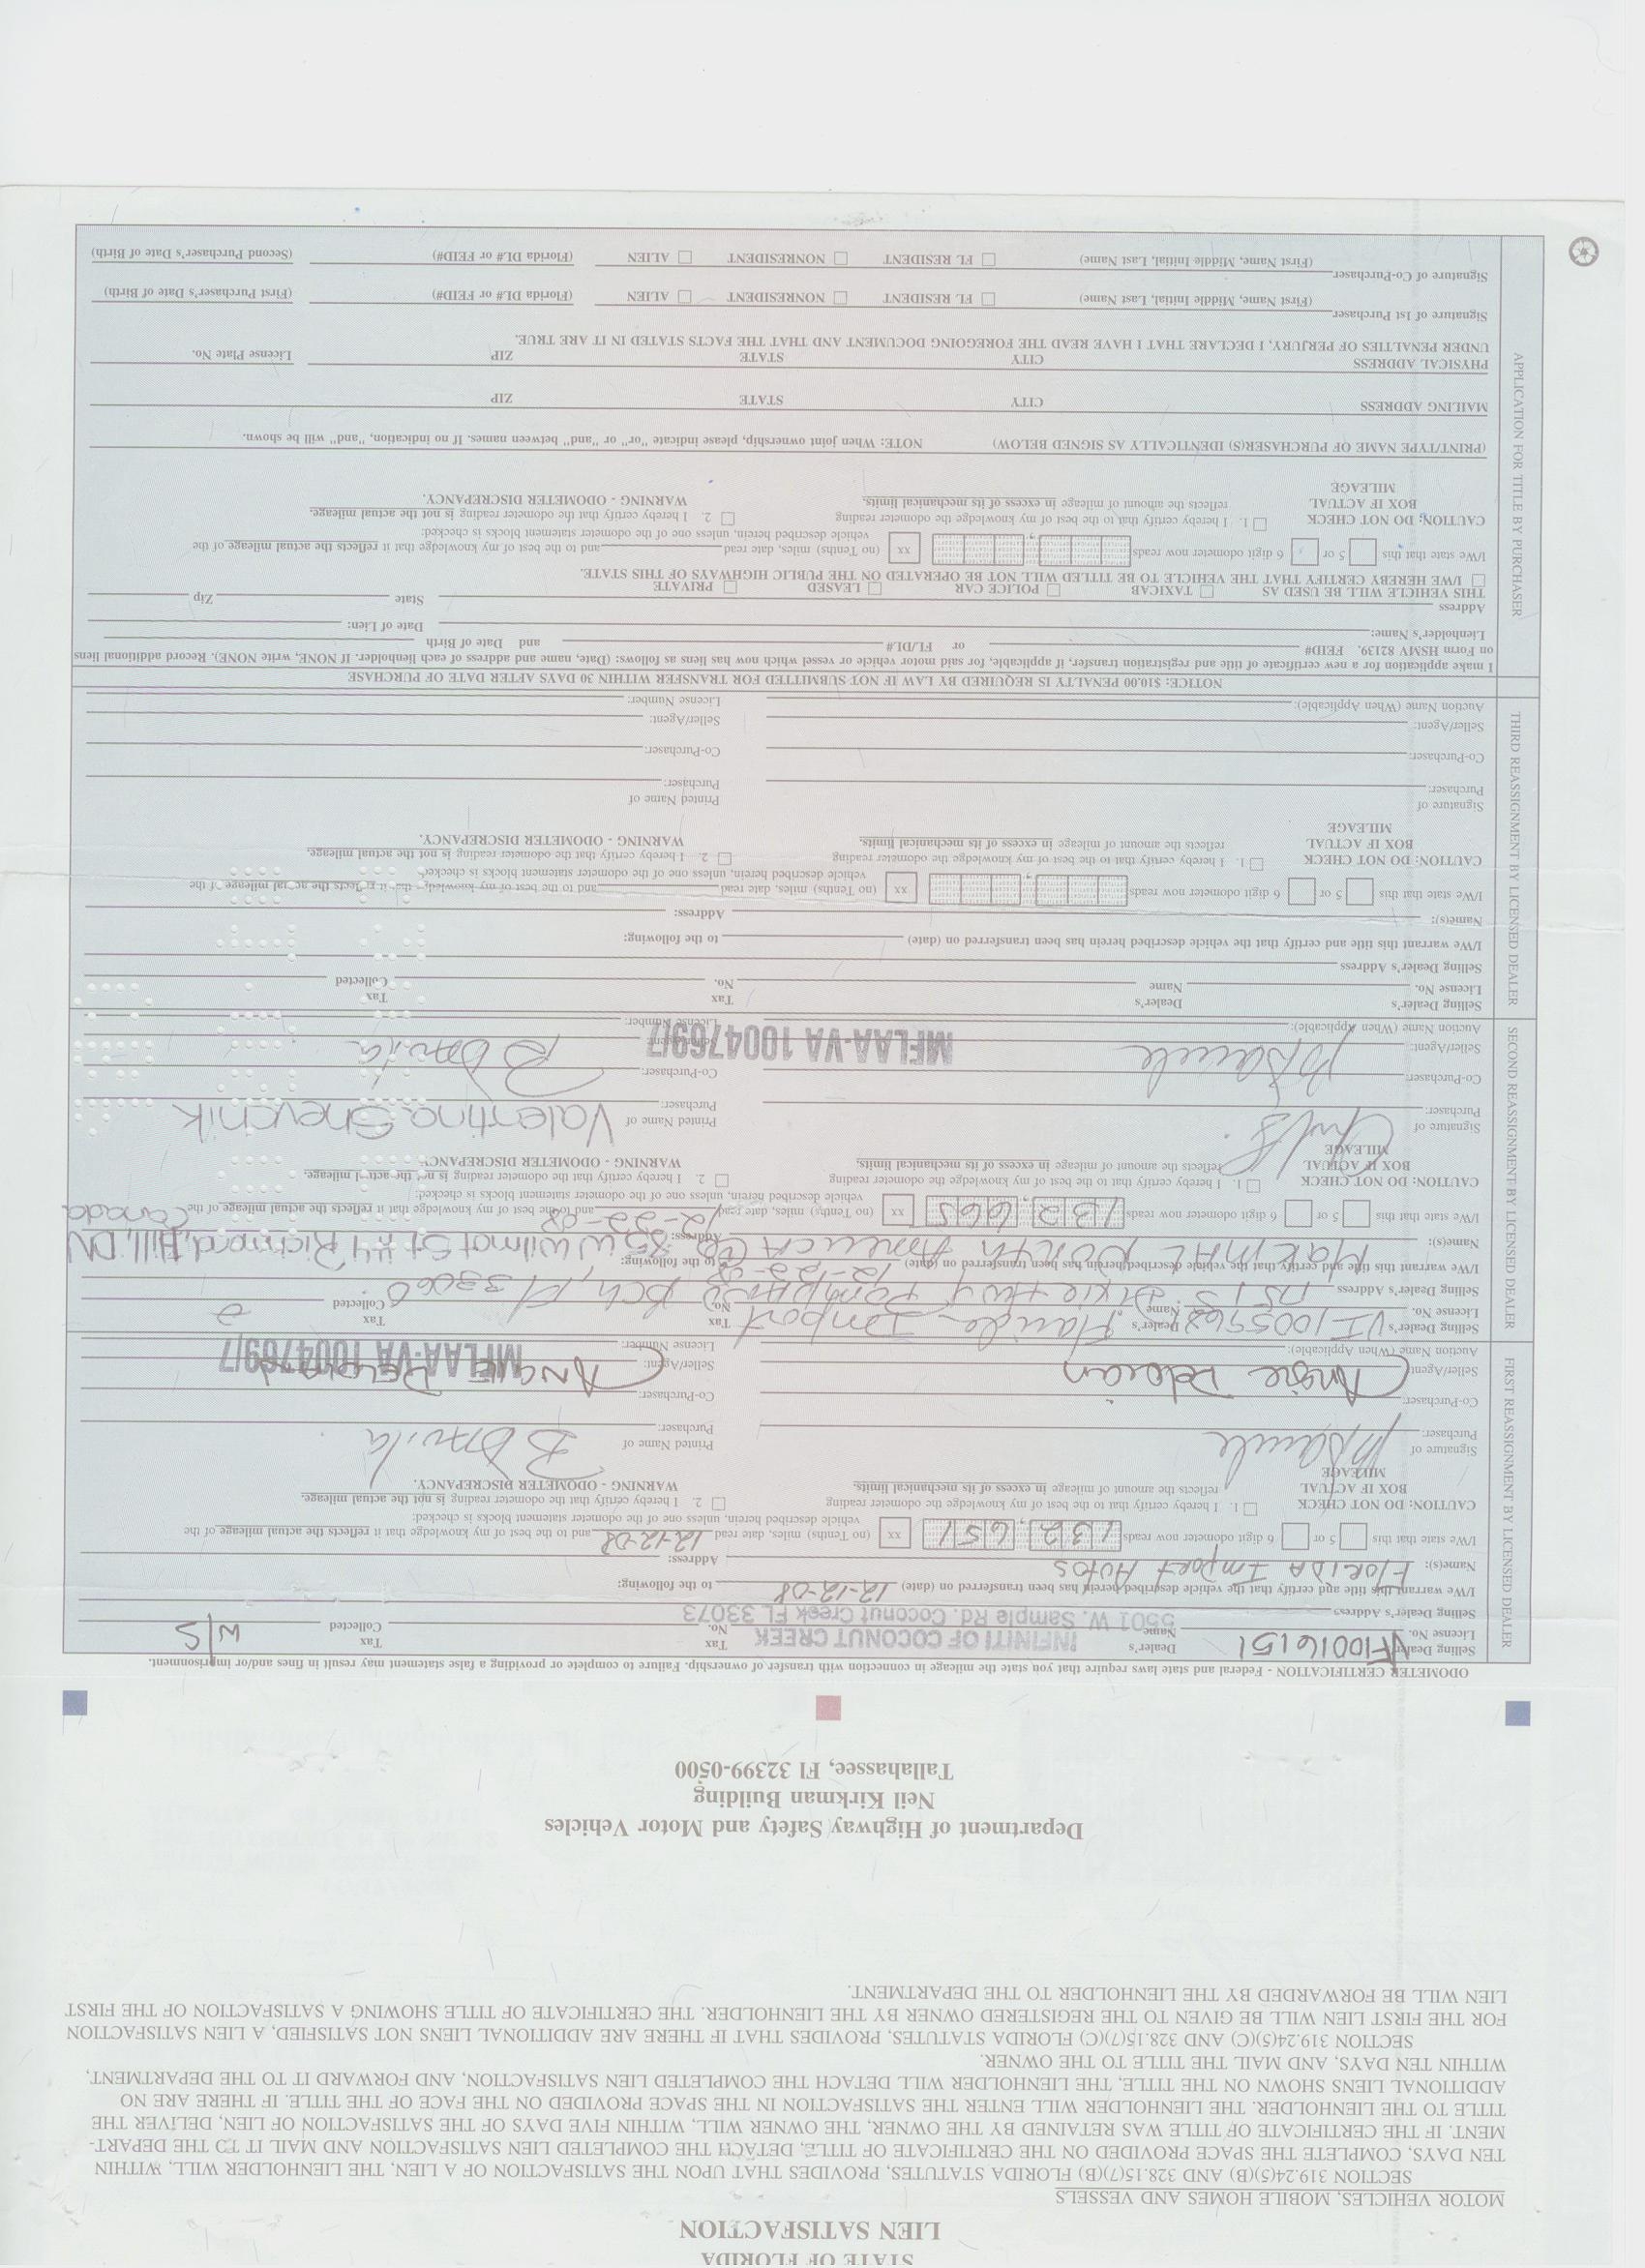 STATE OF FLORIDA
LIEN SATISFACTION
MOTOR VEHICLES, MOBILE HOMES AND VESSELS
SECTION 319.24(5)(B) AND 328.15(7)(B) FLORIDA STATUTES, PROVIDES THAT UPON THE SATISFACTION OF A LIEN, THE LIENHOLDER WILL, WITHIN
TEN DAYS, COMPLETE THE SPACE PROVIDED ON THE CERTIFICATE OF TITLE, DETACH THE COMPLETED LIEN SATISFACTION AND MAIL IT TO THE DEPART-
MENT. IF THE CERTIFICATE OF TITLE WAS RETAINED BY THE OWNER, THE OWNER WILL, WITHIN FIVE DAYS OF THE SATISFACTION OF LIEN, DELIVER THE
TITLE TO THE LIENHOLDER. THE LIENHOLDER WILL ENTER THE SATISFACTION IN THE SPACE PROVIDED ON THE FACE OF THE TITLE. IF THERE ARE NO
ADDITIONAL LIENS SHOWN ON THE TITLE, THE LIENHOLDER WILL DETACH THE COMPLETED LIEN SATISFACTION, AND FORWARD IT TO THE DEPARTMENT,
WITHIN TEN DAYS, AND MAIL THE TITLE TO THE OWNER.
SECTION 319.24(5)(C) AND 328.15(7)(C) FLORIDA STATUTES, PROVIDES THAT IF THERE ARE ADDITIONAL LIENS NOT SATISFIED, A LIEN SATISFACTION
FOR THE FIRST LIEN WILL BE GIVEN TO THE REGISTERED OWNER BY THE LIENHOLDER. THE CERTIFICATE OF TITLE SHOWING A SATISFACTION OF THE FIRST
LIEN WILL BE FORWARDED BY THE LIENHOLDER TO THE DEPARTMENT.
Department of Highway Safety and Motor Vehicles
Neil Kirkman Building
Tallahassee, Fl 32399-0500
ODOMETER CERTIFICATION - Federal and state laws require that you state the mileage in connection with transfer of ownership. Failure to complete or providing a false statement may result in fines and/or imprisonment.
FIRST REASSIGNMENT BY LICENSED DEALER
Selling Dealer's License No. VF10016151 Dealer's Name INFINITI OF COCONUT CREEK Tax No. Tax Collected W/S
Selling Dealer's Address 5501 W. Sample Rd. Coconut Creek FL 33073
I/We warrant this title and certify that the vehicle described herein has been transferred on (date) 12-12-08 to the following:
Name(s): FLORIDA IMPORT AUTOS Address:
I/We state that this 5 or 6 digit odometer now reads 132,651 xx (no Tenths) miles, date read 12-12-08 and to the best of my knowledge that it reflects the actual mileage of the
vehicle described herein, unless one of the odometer statement blocks is checked:
CAUTION: DO NOT CHECK BOX IF ACTUAL MILEAGE
1. I hereby certify that to the best of my knowledge the odometer reading reflects the amount of mileage in excess of its mechanical limits.
2. I hereby certify that the odometer reading is not the actual mileage. WARNING - ODOMETER DISCREPANCY.
Signature of Purchaser: Printed Name of Purchaser: B Davila
Co-Purchaser: Co-Purchaser:
Seller/Agent: Angie Delean Seller/Agent: ANGIE
Auction Name (When Applicable): License Number: MFLAA-VA 1004769/7
SECOND REASSIGNMENT BY LICENSED DEALER
Selling Dealer's License No. VI1005568 Dealer's Name Florida Import Tax No. Tax Collected
Selling Dealer's Address 1151 S Dixie Hwy Pompano Bch, Fl 33060
I/We warrant this title and certify that the vehicle described herein has been transferred on (date) 12-22-08 to the following:
Name(s): MAXIMAL NORTH AMERICA Address: 85 W Wilmot St #4 Richmond, Hill, ON Canada
I/We state that this 5 or 6 digit odometer now reads 132,665 xx (no Tenths) miles, date read 12-22-08 and to the best of my knowledge that it reflects the actual mileage of the
vehicle described herein, unless one of the odometer statement blocks is checked:
CAUTION: DO NOT CHECK BOX IF ACTUAL MILEAGE
1. I hereby certify that to the best of my knowledge the odometer reading reflects the amount of mileage in excess of its mechanical limits.
2. I hereby certify that the odometer reading is not the actual mileage. WARNING - ODOMETER DISCREPANCY.
Signature of Purchaser: Printed Name of Purchaser: Valentina Shevchik
Co-Purchaser: Co-Purchaser:
Seller/Agent: Seller/Agent: B Davila
Auction Name (When Applicable): License Number: MFLAA-VA 1004769/7
THIRD REASSIGNMENT BY LICENSED DEALER
Selling Dealer's License No. Dealer's Name Tax No. Tax Collected
Selling Dealer's Address
I/We warrant this title and certify that the vehicle described herein has been transferred on (date) to the following:
Name(s): Address:
I/We state that this 5 or 6 digit odometer now reads xx (no Tenths) miles, date read and to the best of my knowledge that it reflects the actual mileage of the
vehicle described herein, unless one of the odometer statement blocks is checked:
CAUTION: DO NOT CHECK BOX IF ACTUAL MILEAGE
1. I hereby certify that to the best of my knowledge the odometer reading reflects the amount of mileage in excess of its mechanical limits.
2. I hereby certify that the odometer reading is not the actual mileage. WARNING - ODOMETER DISCREPANCY.
Signature of Purchaser: Printed Name of Purchaser:
Co-Purchaser: Co-Purchaser:
Seller/Agent: Seller/Agent:
Auction Name (When Applicable): License Number:
NOTICE: $10.00 PENALTY IS REQUIRED BY LAW IF NOT SUBMITTED FOR TRANSFER WITHIN 30 DAYS AFTER DATE OF PURCHASE
APPLICATION FOR TITLE BY PURCHASER
I make application for a new certificate of title and registration transfer, if applicable, for said motor vehicle or vessel which now has liens as follows: (Date, name and address of each lienholder. If NONE, write NONE). Record additional liens
on Form HSMV 82139. FEID# or FL/DL# and Date of Birth
Lienholder's Name: Date of Lien:
Address State Zip
THIS VEHICLE WILL BE USED AS TAXICAB POLICE CAR LEASED PRIVATE
I/WE HEREBY CERTIFY THAT THE VEHICLE TO BE TITLED WILL NOT BE OPERATED ON THE PUBLIC HIGHWAYS OF THIS STATE.
I/We state that this 5 or 6 digit odometer now reads xx (no Tenths) miles, date read and to the best of my knowledge that it reflects the actual mileage of the
vehicle described herein, unless one of the odometer statement blocks is checked:
CAUTION: DO NOT CHECK BOX IF ACTUAL MILEAGE
1. I hereby certify that to the best of my knowledge the odometer reading reflects the amount of mileage in excess of its mechanical limits.
2. I hereby certify that the odometer reading is not the actual mileage. WARNING - ODOMETER DISCREPANCY.
(PRINT/TYPE NAME OF PURCHASER(S) IDENTICALLY AS SIGNED BELOW) NOTE: When joint ownership, please indicate "or" or "and" between names. If no indication, "and" will be shown.
MAILING ADDRESS CITY STATE ZIP
PHYSICAL ADDRESS CITY STATE ZIP License Plate No.
UNDER PENALTIES OF PERJURY, I DECLARE THAT I HAVE READ THE FOREGOING DOCUMENT AND THAT THE FACTS STATED IN IT ARE TRUE.
Signature of 1st Purchaser
(First Name, Middle Initial, Last Name) FL RESIDENT NONRESIDENT ALIEN (Florida DL# or FEID#) (First Purchaser's Date of Birth)
Signature of Co-Purchaser
(First Name, Middle Initial, Last Name) FL RESIDENT NONRESIDENT ALIEN (Florida DL# or FEID#) (Second Purchaser's Date of Birth)